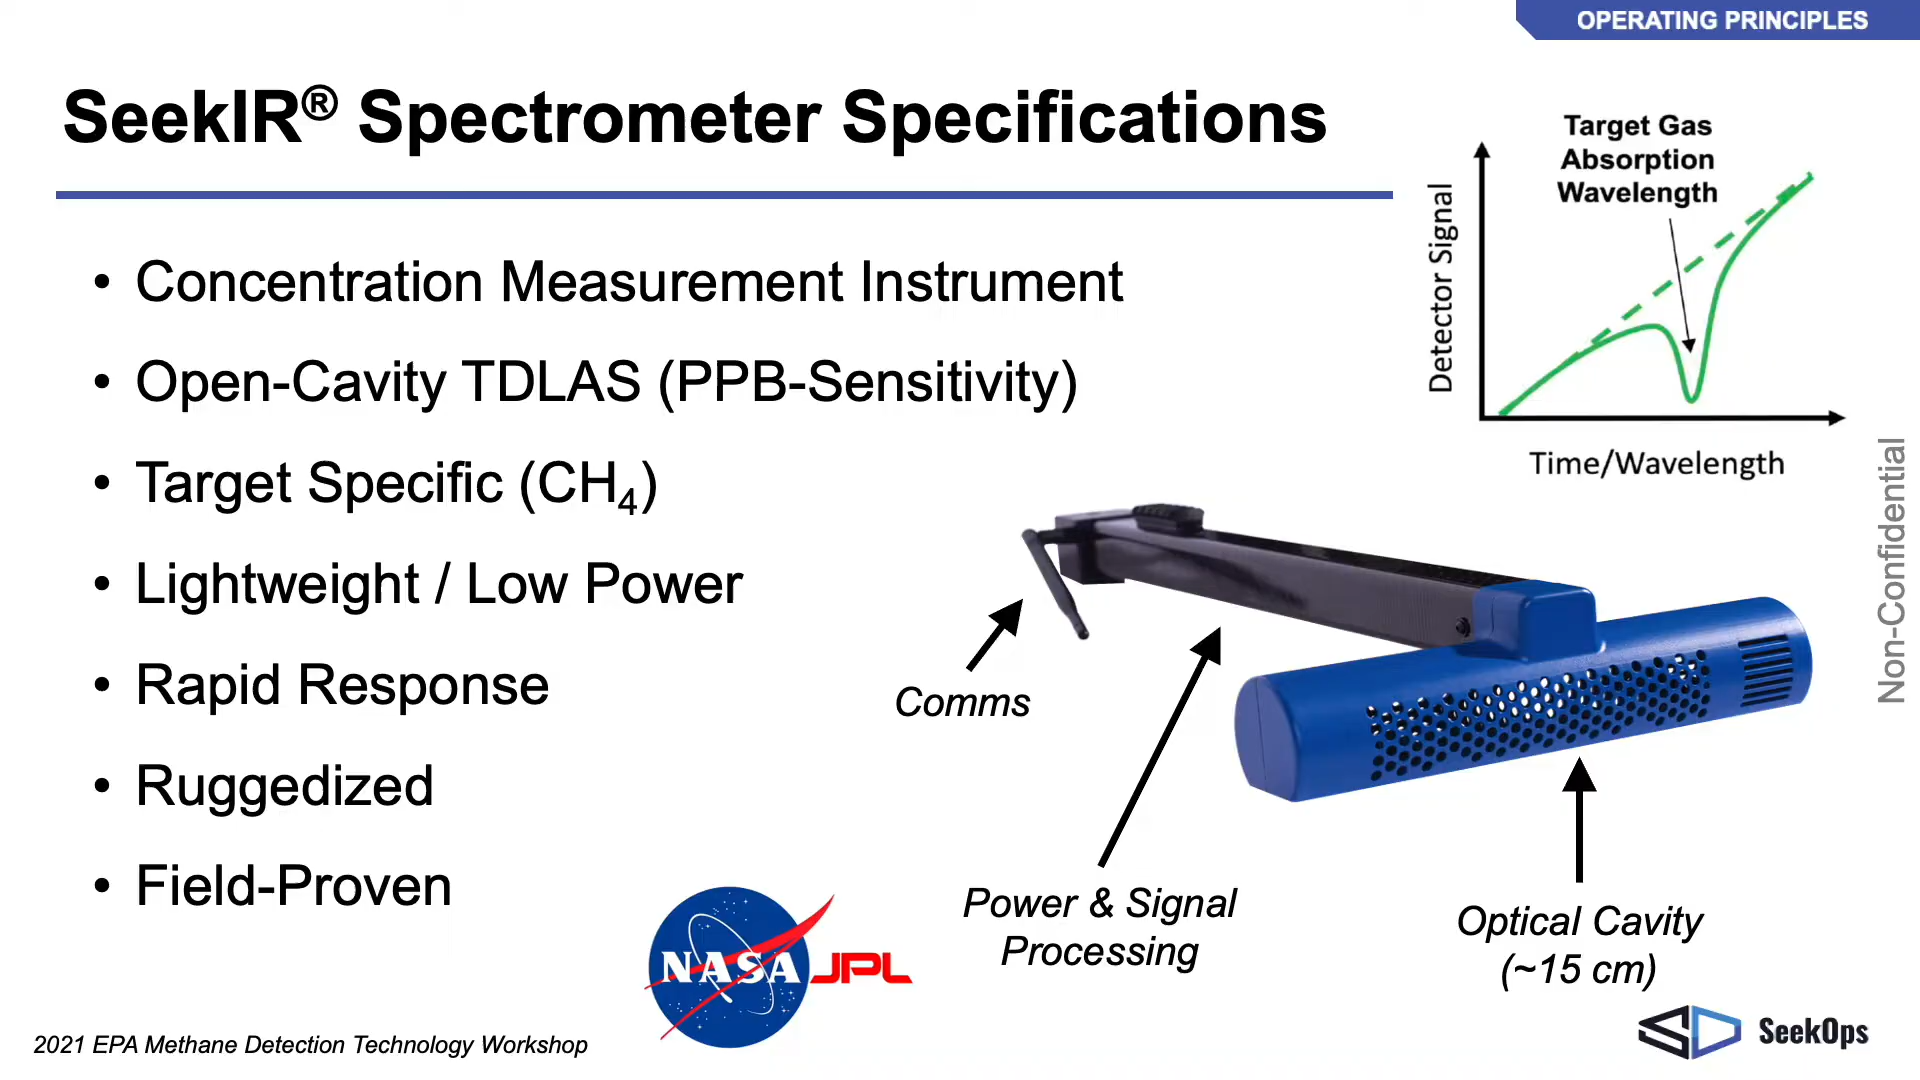 OPERATING PRINCIPLES
SeekIR® Spectrometer Specifications
• Concentration Measurement Instrument
• Open-Cavity TDLAS (PPB-Sensitivity)
• Target Specific (CH₄)
• Lightweight / Low Power
• Rapid Response
• Ruggedized
• Field-Proven
Target Gas
Absorption
Wavelength
Detector Signal
Time/Wavelength
Comms
Power & Signal
Processing
Optical Cavity
(~15 cm)
Non-Confidential
NASA
JPL
2021 EPA Methane Detection Technology Workshop
SeekOps